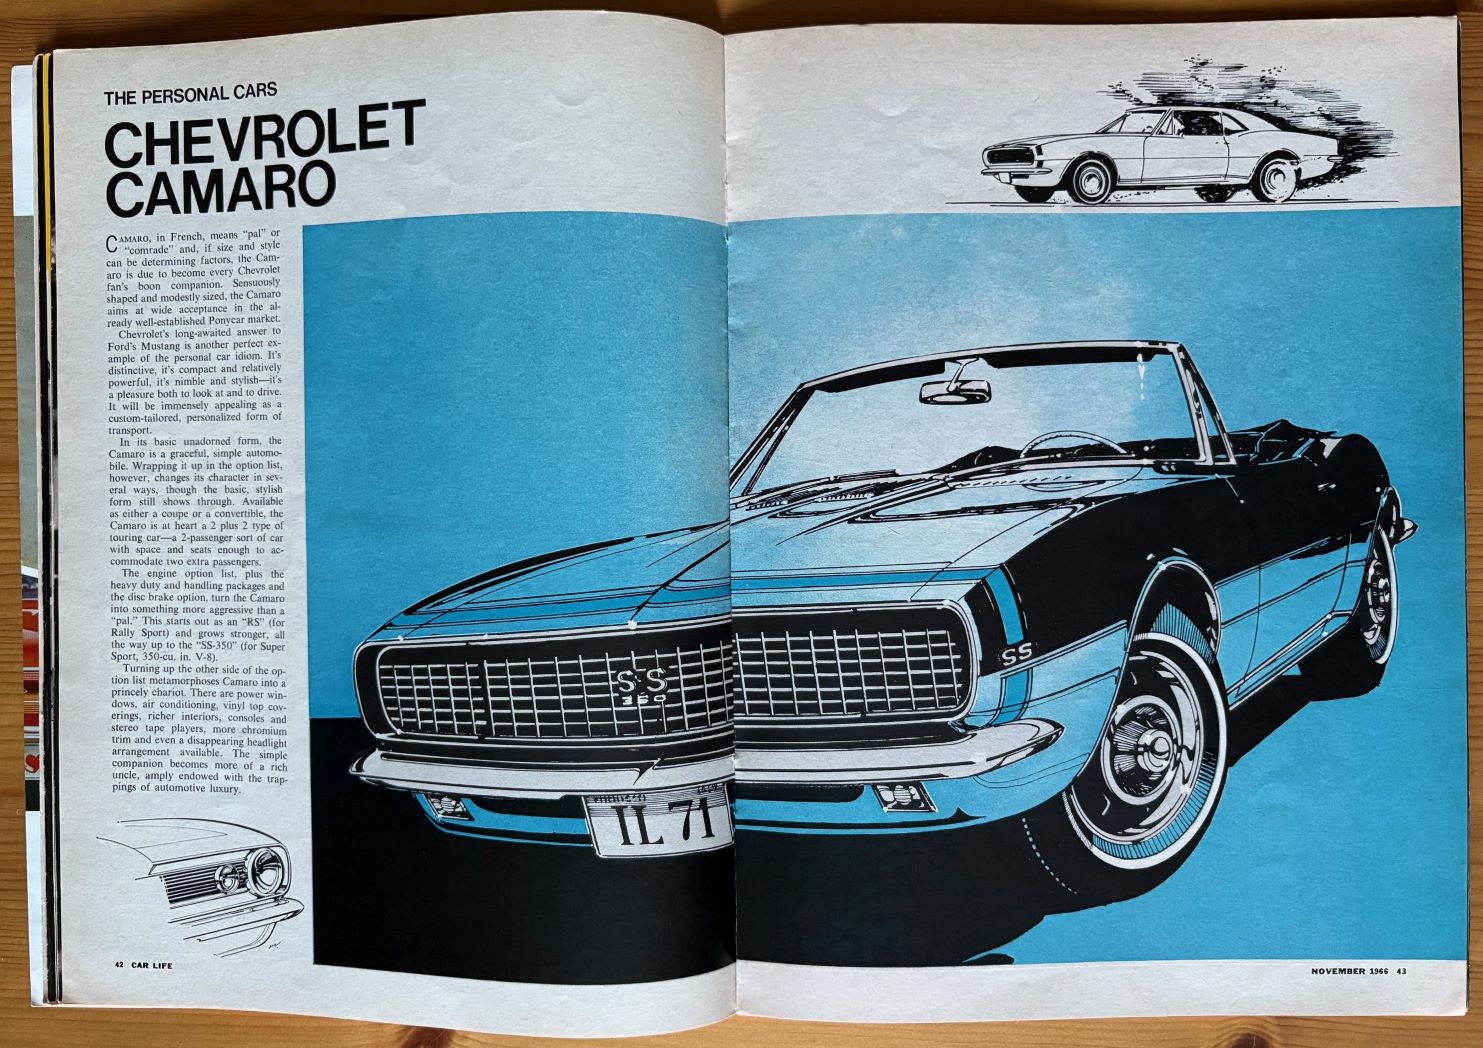 THE PERSONAL CARS
CHEVROLET
CAMARO
CAMARO, in French, means "pal" or
"comrade" and, if size and style
can be determining factors, the Cam-
aro is due to become every Chevrolet
fan's boon companion. Sensuously
shaped and modestly sized, the Camaro
aims at wide acceptance in the al-
ready well-established Ponycar market.
Chevrolet's long-awaited answer to
Ford's Mustang is another perfect ex-
ample of the personal car idiom. It's
distinctive, it's compact and relatively
powerful, it's nimble and stylish—it's
a pleasure both to look at and to drive.
It will be immensely appealing as a
custom-tailored, personalized form of
transport.
In its basic unadorned form, the
Camaro is a graceful, simple automo-
bile. Wrapping it up in the option list,
however, changes its character in sev-
eral ways, though the basic, stylish
form still shows through. Available
as either a coupe or a convertible, the
Camaro is at heart a 2 plus 2 type of
touring car—a 2-passenger sort of car
with space and seats enough to ac-
commodate two extra passengers.
The engine option list, plus the
heavy duty and handling packages and
the disc brake option, turn the Camaro
into something more aggressive than a
"pal." This starts out as an "RS" (for
Rally Sport) and grows stronger, all
the way up to the "SS-350" (for Super
Sport, 350-cu. in. V-8).
Turning up the other side of the op-
tion list metamorphoses Camaro into a
princely chariot. There are power win-
dows, air conditioning, vinyl top cov-
erings, richer interiors, consoles and
stereo tape players, more chromium
trim and even a disappearing headlight
arrangement available. The simple
companion becomes more of a rich
uncle, amply endowed with the trap-
pings of automotive luxury.
SS
350
SS
IL 71
42 CAR LIFE
NOVEMBER 1966 43